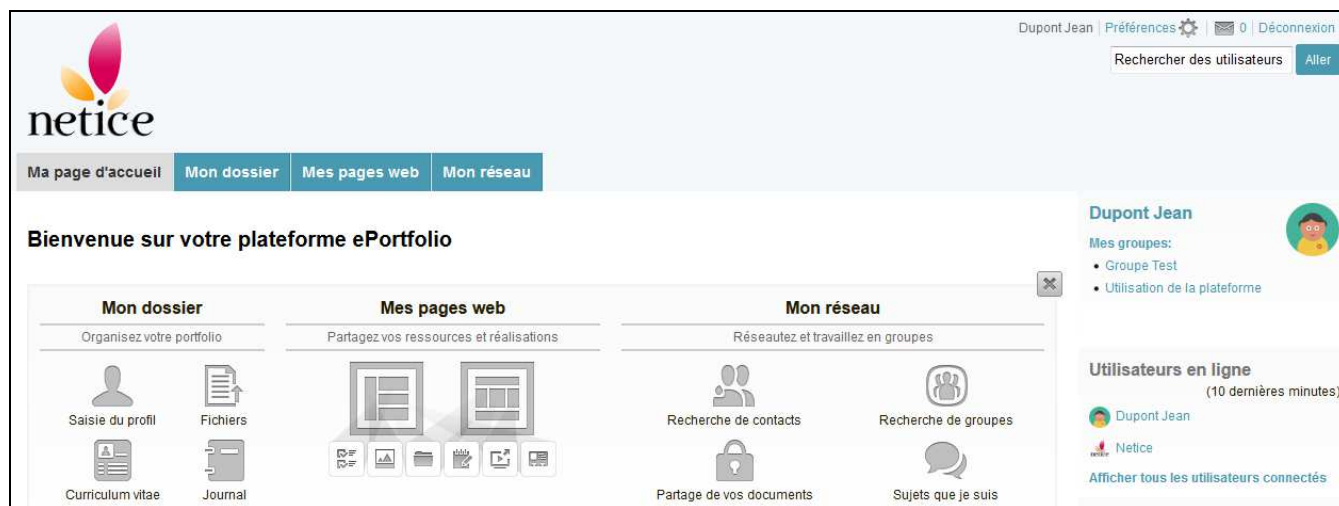 Dupont Jean | Préférences | 0 | Déconnexion
Rechercher des utilisateurs Aller
netice
Ma page d'accueil Mon dossier Mes pages web Mon réseau
Bienvenue sur votre plateforme ePortfolio
Mon dossier
Organisez votre portfolio
Saisie du profil Fichiers
Curriculum vitae Journal
Mes pages web
Partagez vos ressources et réalisations
Mon réseau
Réseautez et travaillez en groupes
Recherche de contacts Recherche de groupes
Partage de vos documents Sujets que je suis
Dupont Jean
Mes groupes:
• Groupe Test
• Utilisation de la plateforme
Utilisateurs en ligne
(10 dernières minutes)
Dupont Jean
netice Netice
Afficher tous les utilisateurs connectés